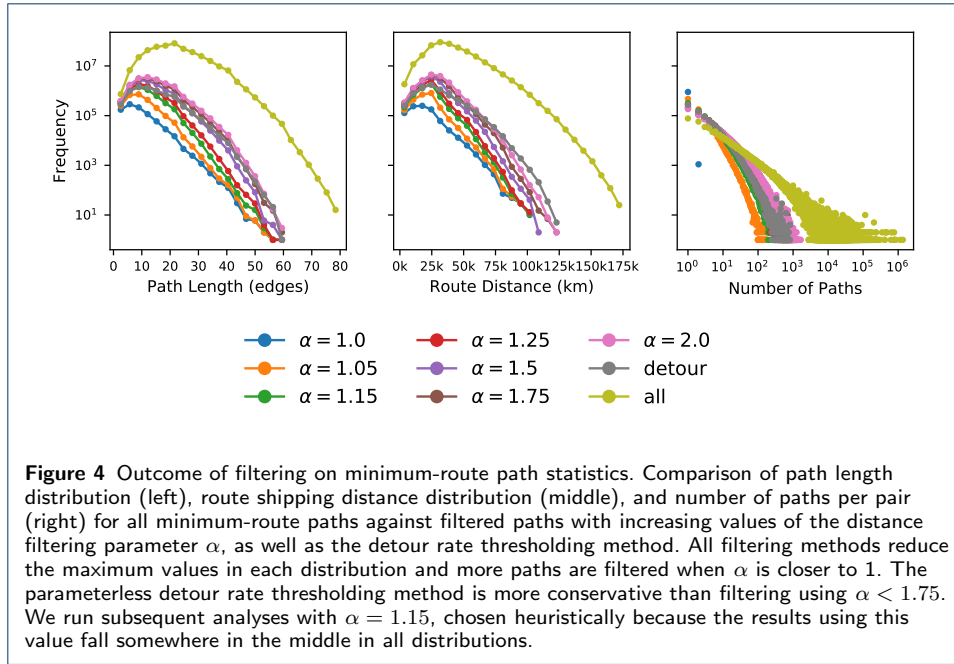 Frequency
10^7
10^5
10^3
10^1
0 10 20 30 40 50 60 70 80
Path Length (edges)
0k 25k 50k 75k 100k125k150k175k
Route Distance (km)
10^0 10^1 10^2 10^3 10^4 10^5 10^6
Number of Paths
α = 1.0 α = 1.25 α = 2.0
α = 1.05 α = 1.5 detour
α = 1.15 α = 1.75 all
Figure 4 Outcome of filtering on minimum-route path statistics. Comparison of path length
distribution (left), route shipping distance distribution (middle), and number of paths per pair
(right) for all minimum-route paths against filtered paths with increasing values of the distance
filtering parameter α, as well as the detour rate thresholding method. All filtering methods reduce
the maximum values in each distribution and more paths are filtered when α is closer to 1. The
parameterless detour rate thresholding method is more conservative than filtering using α < 1.75.
We run subsequent analyses with α = 1.15, chosen heuristically because the results using this
value fall somewhere in the middle in all distributions.